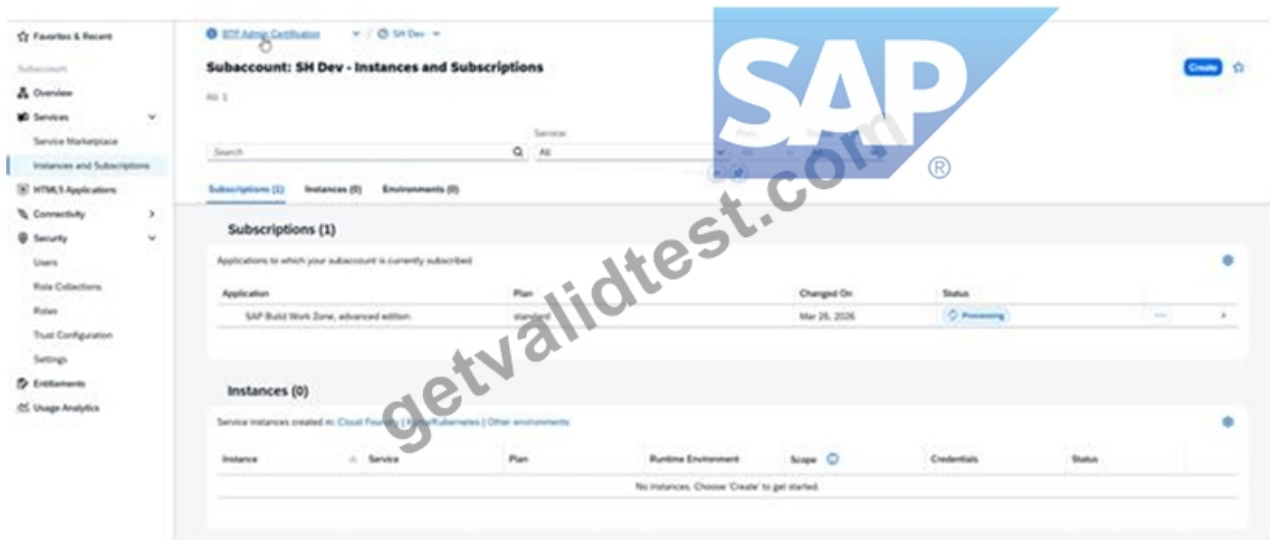 Favorites & Recent
Subaccount
Overview
Services
Service Marketplace
Instances and Subscriptions
HTML5 Applications
Connectivity
Security
Users
Role Collections
Roles
Trust Configuration
Settings
Entitlements
Usage Analytics
BTP Admin Certification / SH Dev
Subaccount: SH Dev - Instances and Subscriptions
Create
All: 1
Service:
Search
All
Subscriptions (1) Instances (0) Environments (0)
Subscriptions (1)
Applications to which your subaccount is currently subscribed
Application Plan Changed On Status
SAP Build Work Zone, advanced edition standard Mar 26, 2026 Processing
Instances (0)
Service instances created in: Cloud Foundry | Kyma/Kubernetes | Other environments
Instance Service Plan Runtime Environment Scope Credentials Status
No instances. Choose 'Create' to get started.
SAP
®
getvalidtest.com